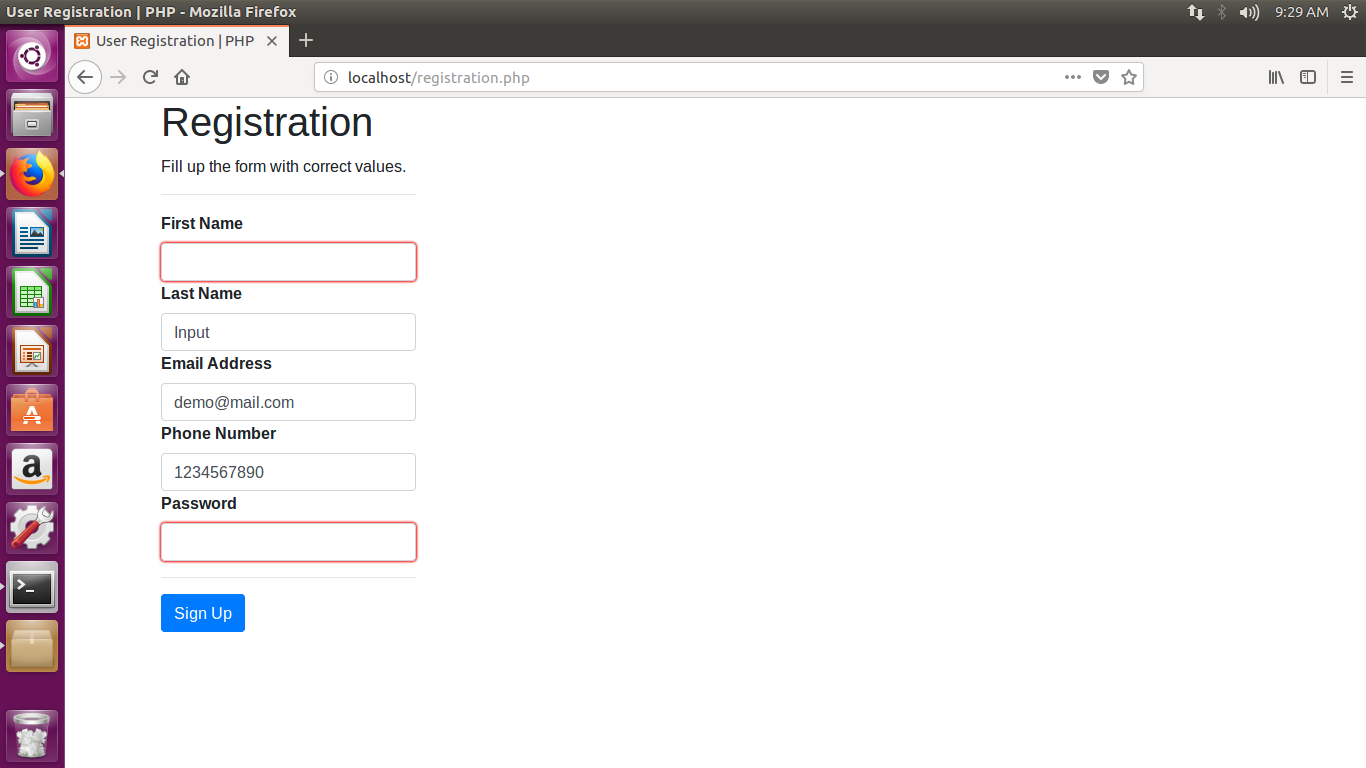 User Registration | PHP - Mozilla Firefox
9:29 AM
User Registration | PHP
localhost/registration.php
Registration
Fill up the form with correct values.
First Name
Last Name
Input
Email Address
demo@mail.com
Phone Number
1234567890
Password
Sign Up